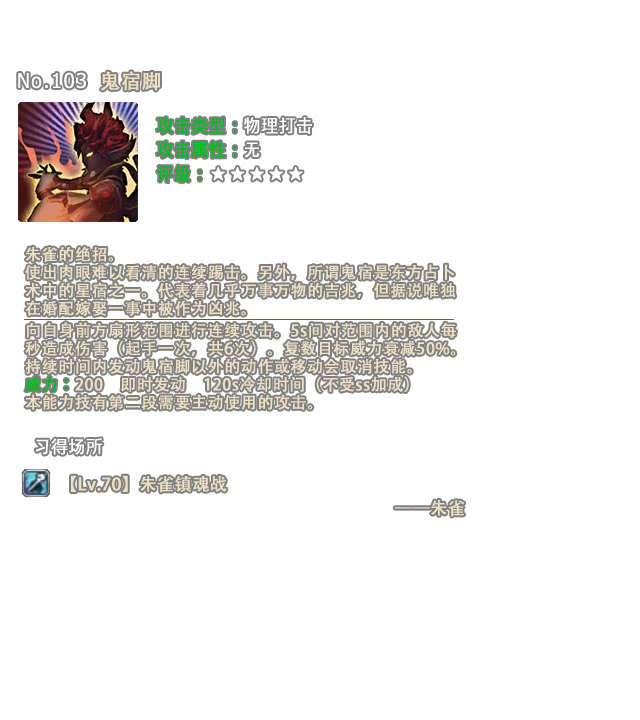 No.103 鬼宿脚
攻击类型：物理打击
攻击属性：无
评级：☆☆☆☆☆
朱雀的绝招。
使出肉眼难以看清的连续踢击。另外，所谓鬼宿是东方占卜
术中的星宿之一。代表着几乎万事万物的吉兆，但据说唯独
在婚配嫁娶一事中被作为凶兆。
向自身前方扇形范围进行连续攻击。5s间对范围内的敌人每
秒造成伤害（起手一次，共6次）。复数目标威力衰减50%。
持续时间内发动鬼宿脚以外的动作或移动会取消技能。
威力：200 即时发动 120s冷却时间（不受ss加成）
本能力技有第二段需要主动使用的攻击。
习得场所
【Lv.70】朱雀镇魂战
——朱雀